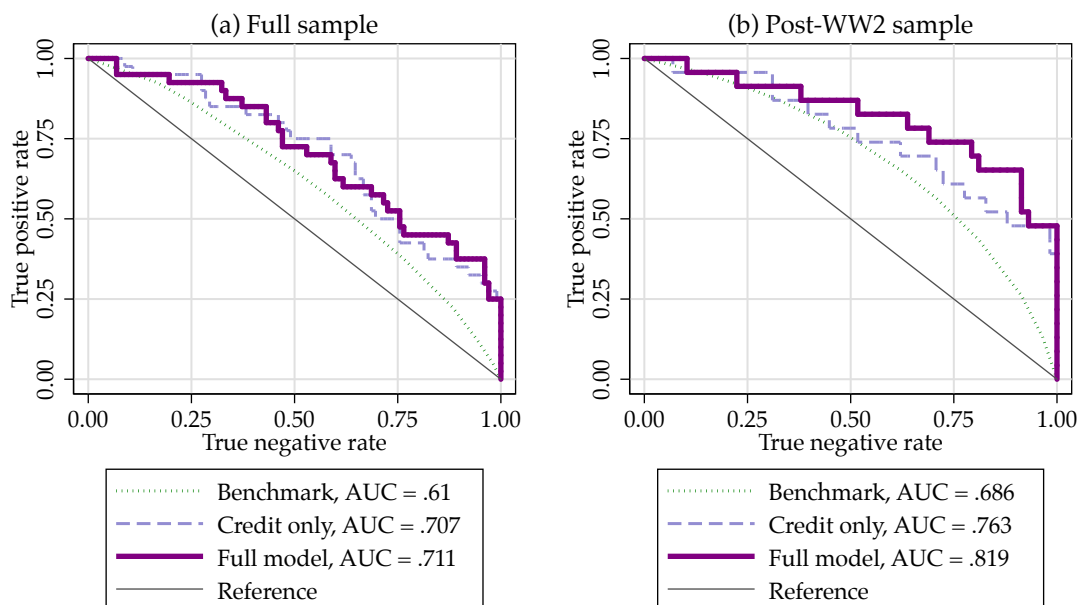 (a) Full sample
True positive rate
1.00
0.75
0.50
0.25
0.00
0.00 0.25 0.50 0.75 1.00
True negative rate
Benchmark, AUC = .61
Credit only, AUC = .707
Full model, AUC = .711
Reference
(b) Post-WW2 sample
True positive rate
1.00
0.75
0.50
0.25
0.00
0.00 0.25 0.50 0.75 1.00
True negative rate
Benchmark, AUC = .686
Credit only, AUC = .763
Full model, AUC = .819
Reference